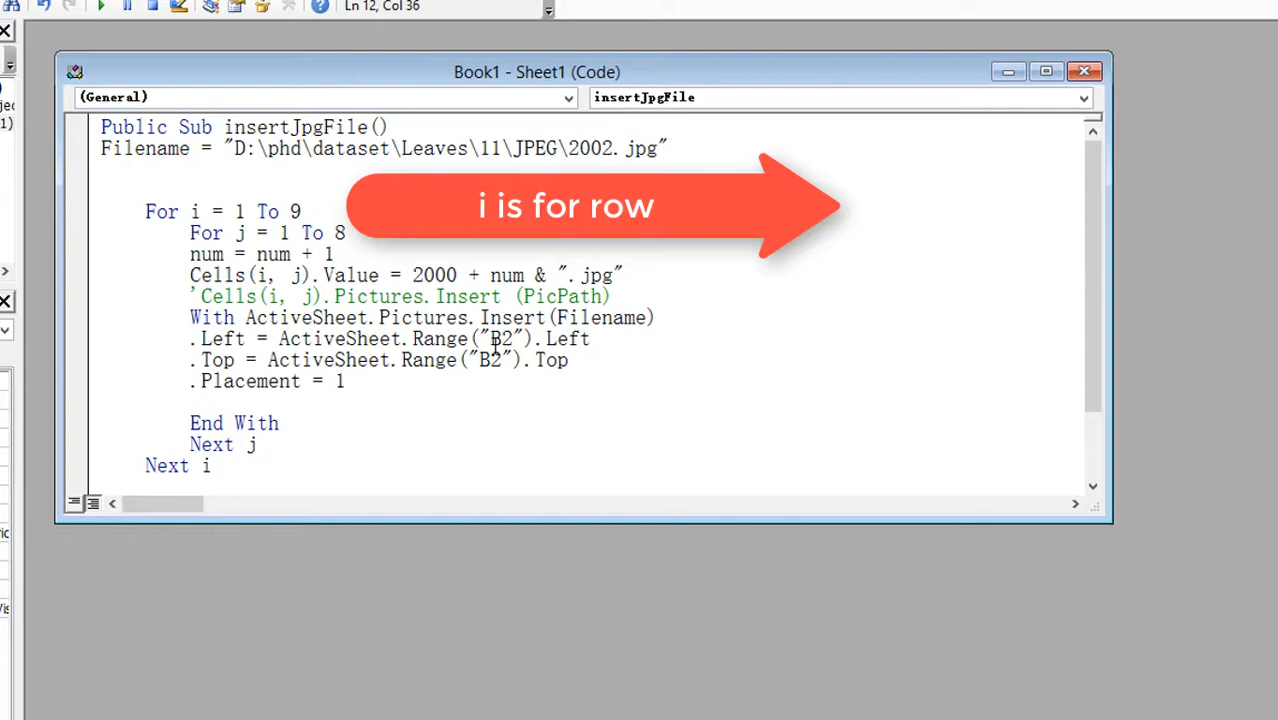 Ln 12, Col 36
Book1 - Sheet1 (Code)
(General)
insertJpgFile
Public Sub insertJpgFile()
Filename = "D:\phd\dataset\Leaves\11\JPEG\2002.jpg"
i is for row
For i = 1 To 9
For j = 1 To 8
num = num + 1
Cells(i, j).Value = 2000 + num & ".jpg"
'Cells(i, j).Pictures.Insert (PicPath)
With ActiveSheet.Pictures.Insert(Filename)
.Left = ActiveSheet.Range("B2").Left
.Top = ActiveSheet.Range("B2").Top
.Placement = 1
End With
Next j
Next i